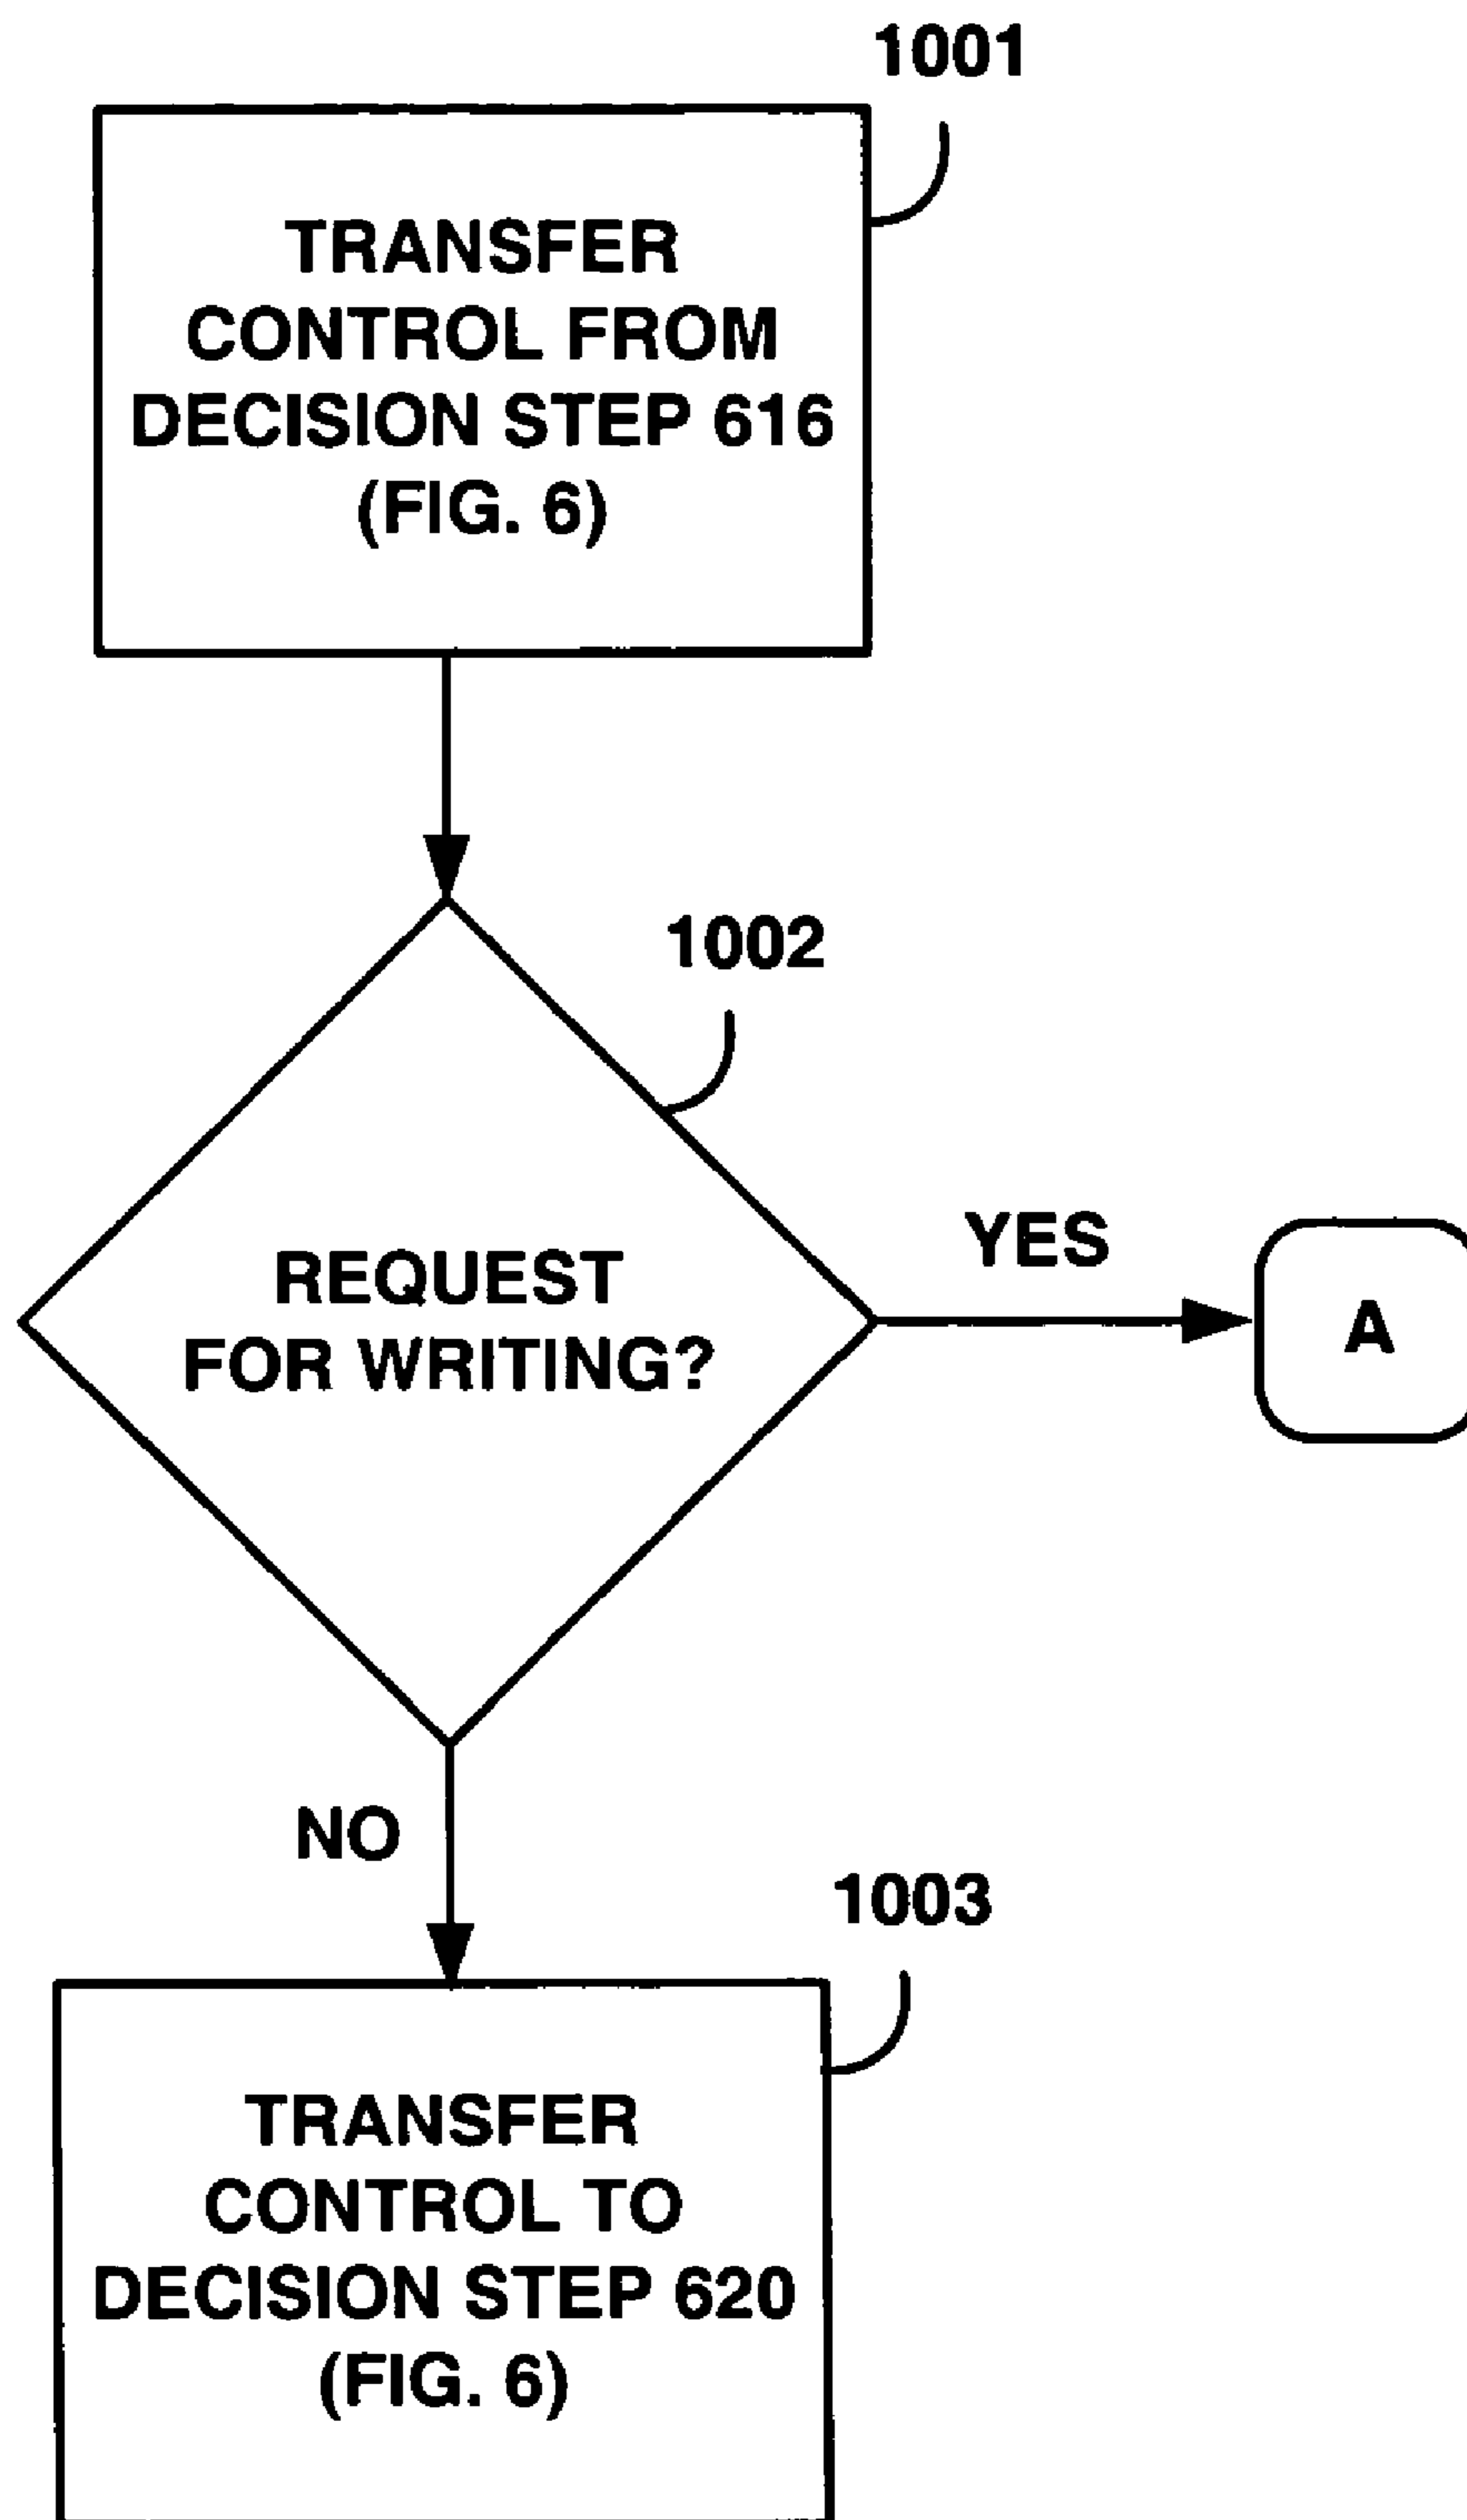 1001
TRANSFER
CONTROL FROM
DECISION STEP 616
(FIG. 6)
1002
REQUEST
FOR WRITING?
YES
A
NO
1003
TRANSFER
CONTROL TO
DECISION STEP 620
(FIG. 6)